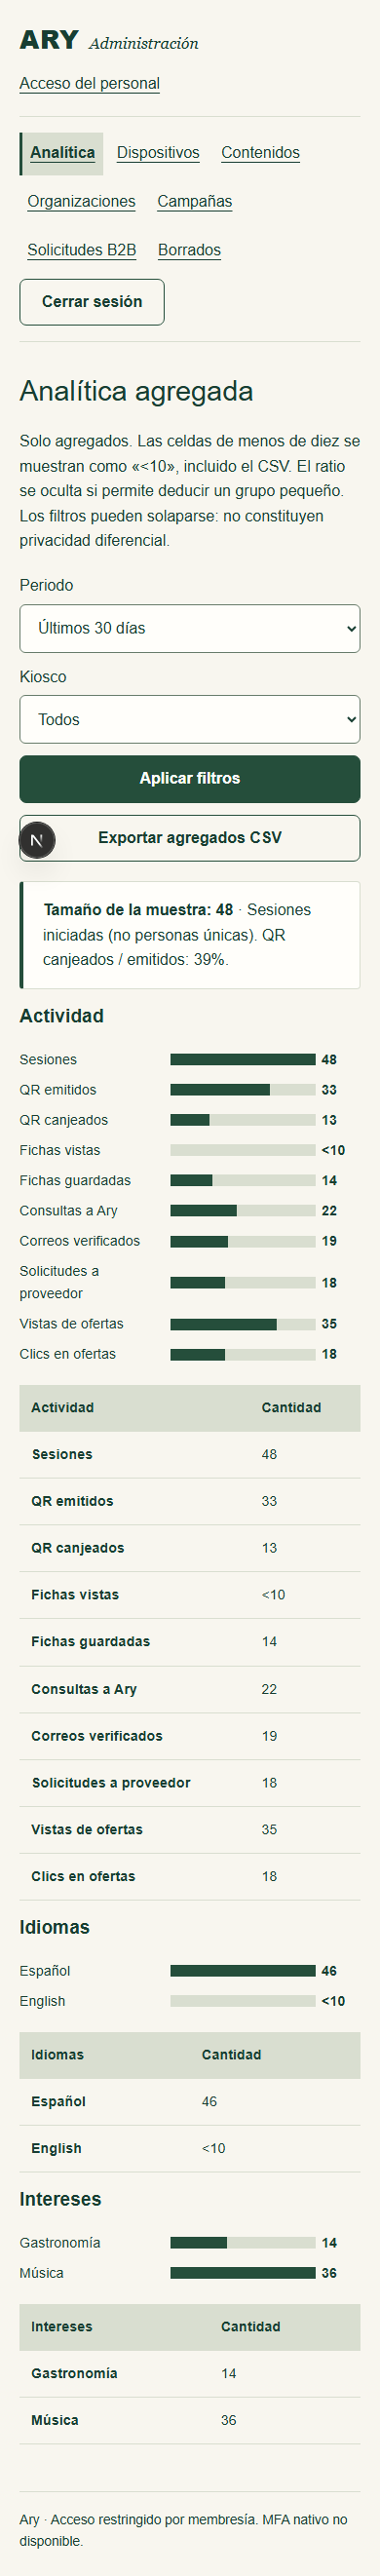 ARY Administración
Acceso del personal
Analítica Dispositivos Contenidos
Organizaciones Campañas
Solicitudes B2B Borrados
Cerrar sesión
Analítica agregada
Solo agregados. Las celdas de menos de diez se
muestran como «<10», incluido el CSV. El ratio
se oculta si permite deducir un grupo pequeño.
Los filtros pueden solaparse: no constituyen
privacidad diferencial.
Periodo
Últimos 30 días
Kiosco
Todos
Aplicar filtros
N
Exportar agregados CSV
Tamaño de la muestra: 48 · Sesiones
iniciadas (no personas únicas). QR
canjeados / emitidos: 39%.
Actividad
Sesiones 48
QR emitidos 33
QR canjeados 13
Fichas vistas <10
Fichas guardadas 14
Consultas a Ary 22
Correos verificados 19
Solicitudes a
proveedor 18
Vistas de ofertas 35
Clics en ofertas 18
Actividad Cantidad
Sesiones 48
QR emitidos 33
QR canjeados 13
Fichas vistas <10
Fichas guardadas 14
Consultas a Ary 22
Correos verificados 19
Solicitudes a proveedor 18
Vistas de ofertas 35
Clics en ofertas 18
Idiomas
Español 46
English <10
Idiomas Cantidad
Español 46
English <10
Intereses
Gastronomía 14
Música 36
Intereses Cantidad
Gastronomía 14
Música 36
Ary · Acceso restringido por membresía. MFA nativo no
disponible.